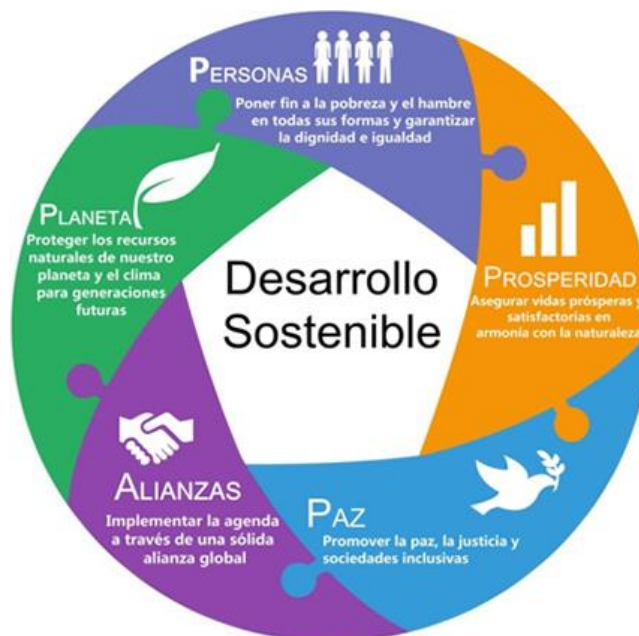 PERSONAS
Poner fin a la pobreza y el hambre
en todas sus formas y garantizar
la dignidad e igualdad
PLANETA
Proteger los recursos
naturales de nuestro
planeta y el clima
para generaciones
futuras
Desarrollo
Sostenible
PROSPERIDAD
Asegurar vidas prósperas y
satisfactorias en
armonía con la naturaleza
ALIANZAS
Implementar la agenda
a través de una sólida
alianza global
PAZ
Promover la paz, la justicia y
sociedades inclusivas